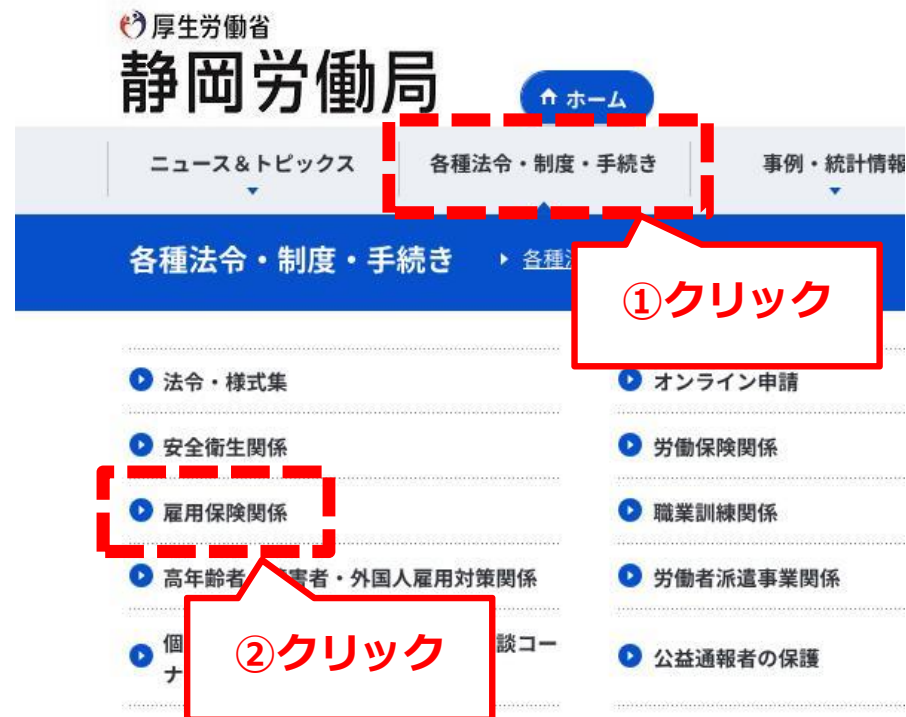 厚生労働省
静岡労働局
ホーム
ニュース&トピックス
各種法令・制度・手続き
事例・統計情報
各種法令・制度・手続き
各種
①クリック
法令・様式集
オンライン申請
安全衛生関係
労働保険関係
雇用保険関係
職業訓練関係
高年齢者 害者・外国人雇用対策関係
労働者派遣事業関係
個 談コー
ナ
②クリック
公益通報者の保護